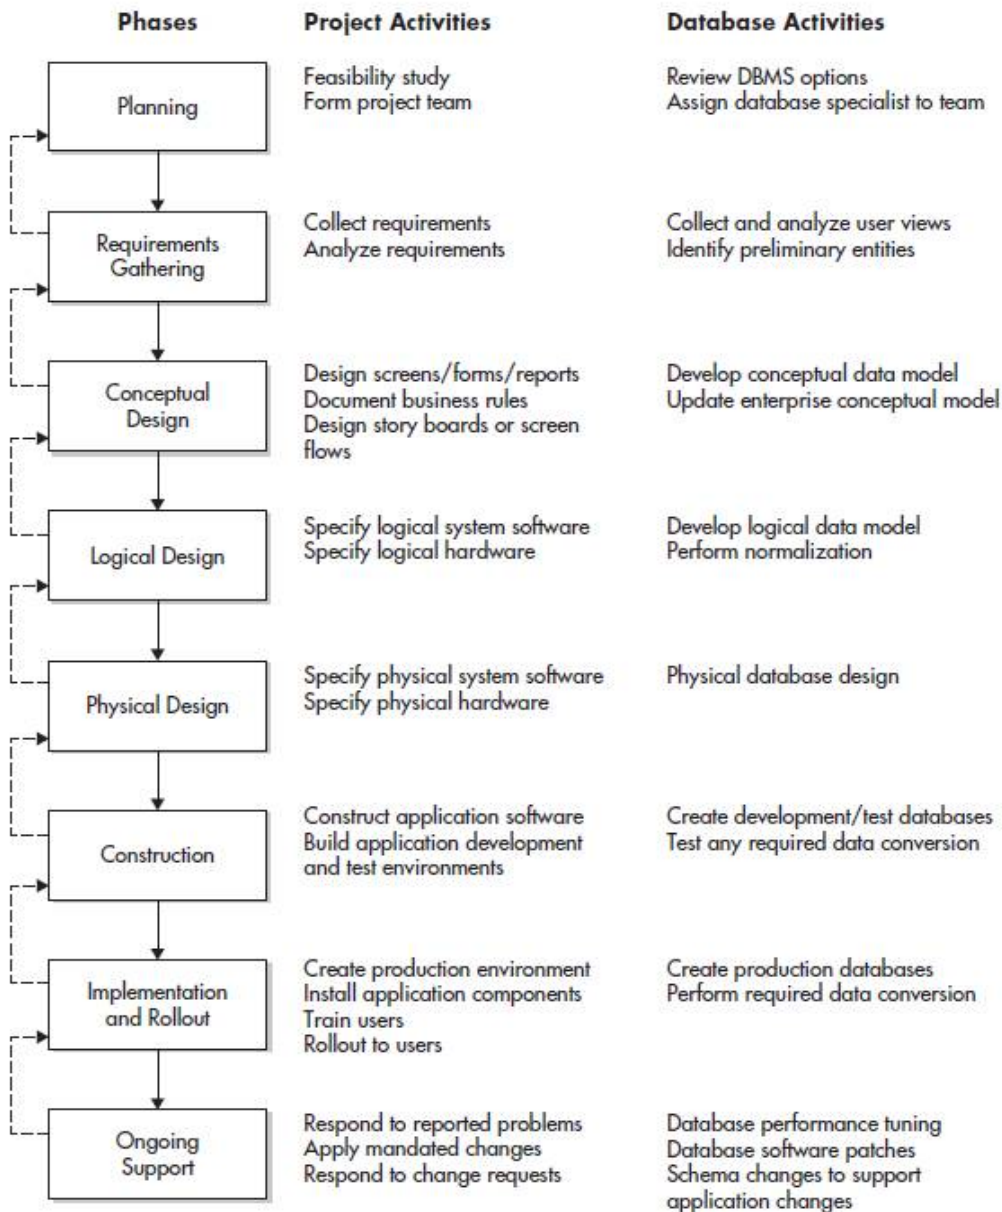 Phases
Project Activities
Database Activities
Planning
Feasibility study
Form project team
Review DBMS options
Assign database specialist to team
Requirements
Gathering
Collect requirements
Analyze requirements
Collect and analyze user views
Identify preliminary entities
Conceptual
Design
Design screens/forms/reports
Document business rules
Design story boards or screen
flows
Develop conceptual data model
Update enterprise conceptual model
Logical Design
Specify logical system software
Specify logical hardware
Develop logical data model
Perform normalization
Physical Design
Specify physical system software
Specify physical hardware
Physical database design
Construction
Construct application software
Build application development
and test environments
Create development/test databases
Test any required data conversion
Implementation
and Rollout
Create production environment
Install application components
Train users
Rollout to users
Create production databases
Perform required data conversion
Ongoing
Support
Respond to reported problems
Apply mandated changes
Respond to change requests
Database performance tuning
Database software patches
Schema changes to support
application changes